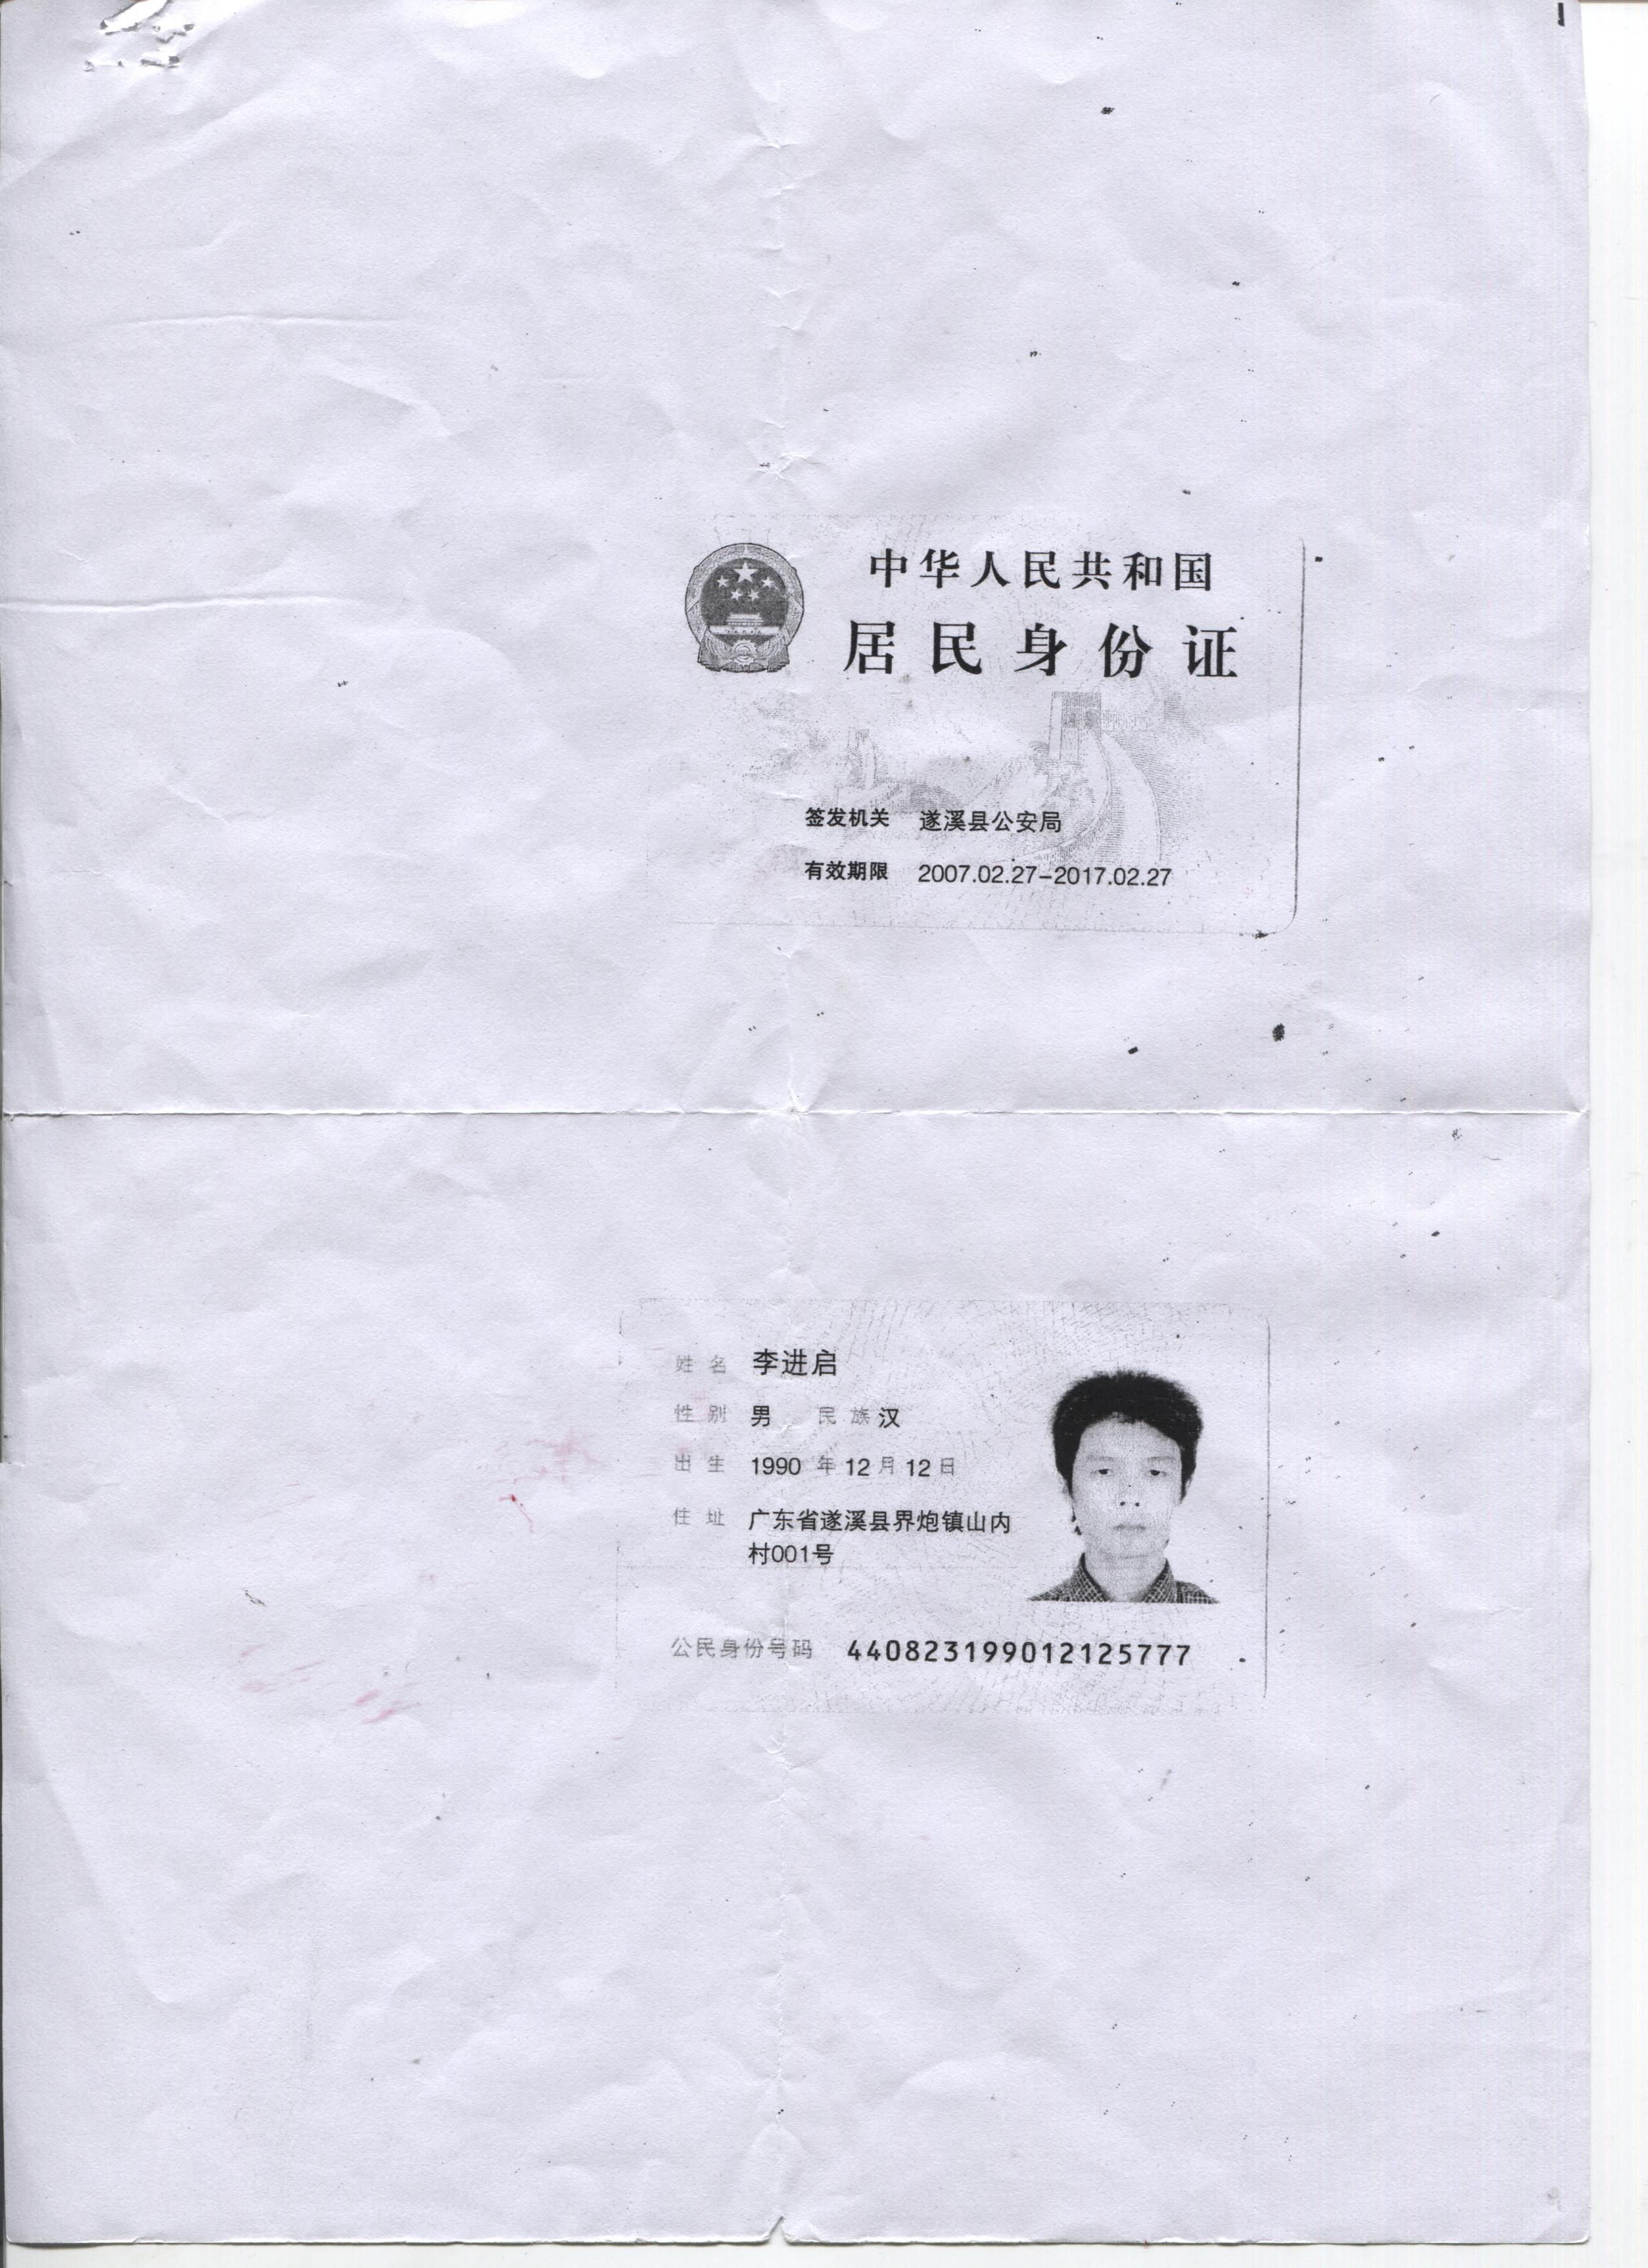 中华人民共和国
居民身份证
签发机关 遂溪县公安局
有效期限 2007.02.27-2017.02.27
姓名 李进启
性别 男 民族 汉
出生 1990 年 12 月 12 日
住址 广东省遂溪县界炮镇山内
村001号
公民身份号码 440823199012125777